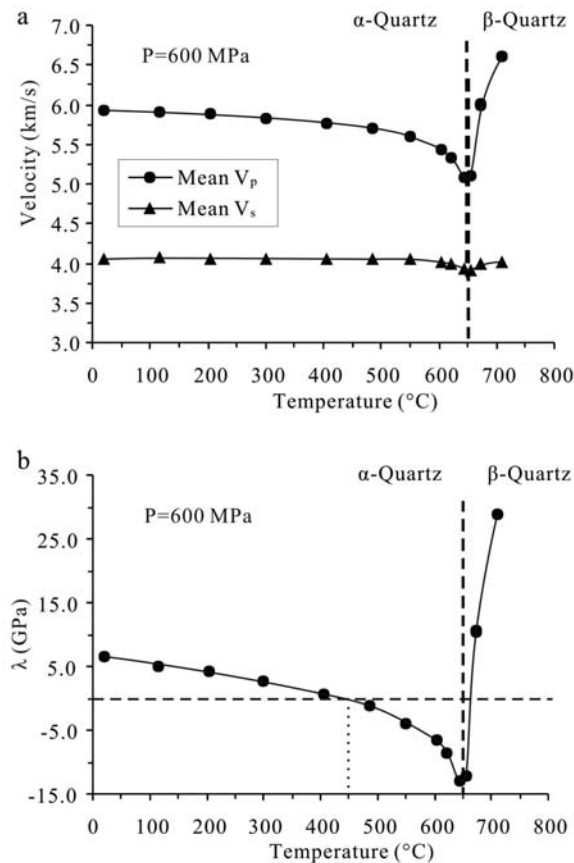 a
α-Quartz
β-Quartz
P=600 MPa
Velocity (km/s)
7.0
6.5
6.0
5.5
5.0
4.5
4.0
3.5
3.0
Mean Vp
Mean Vs
0 100 200 300 400 500 600 700 800
Temperature (°C)
b
α-Quartz
β-Quartz
P=600 MPa
λ (GPa)
35.0
25.0
15.0
5.0
-5.0
-15.0
0 100 200 300 400 500 600 700 800
Temperature (°C)